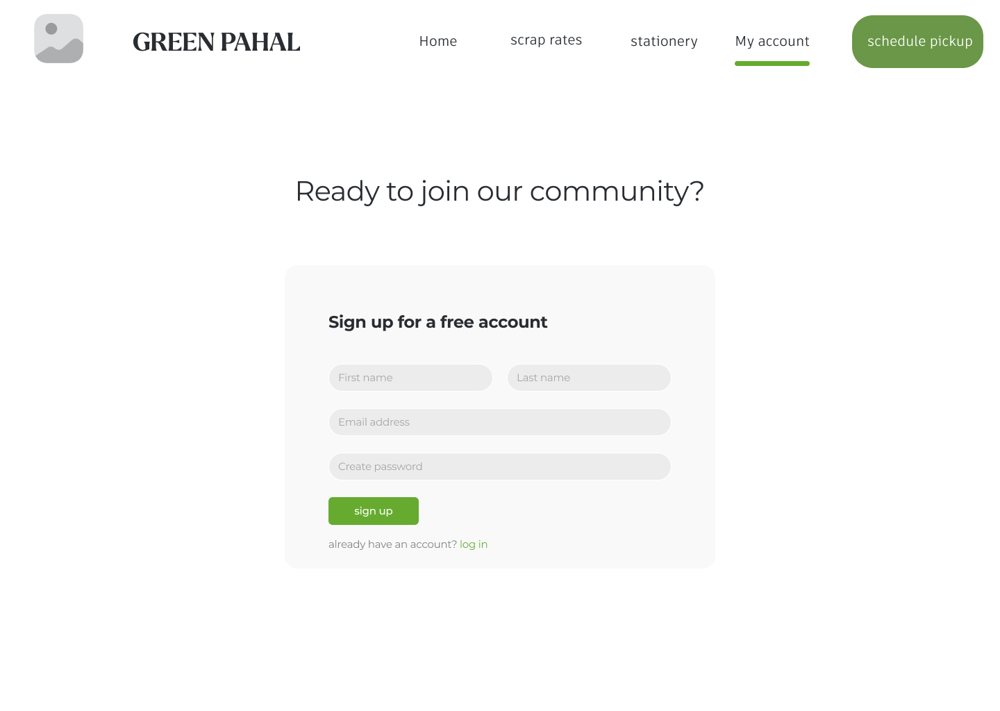 GREEN PAHAL
Home
scrap rates
stationery
My account
schedule pickup
Ready to join our community?
Sign up for a free account
First name
Last name
Email address
Create password
sign up
already have an account? log in